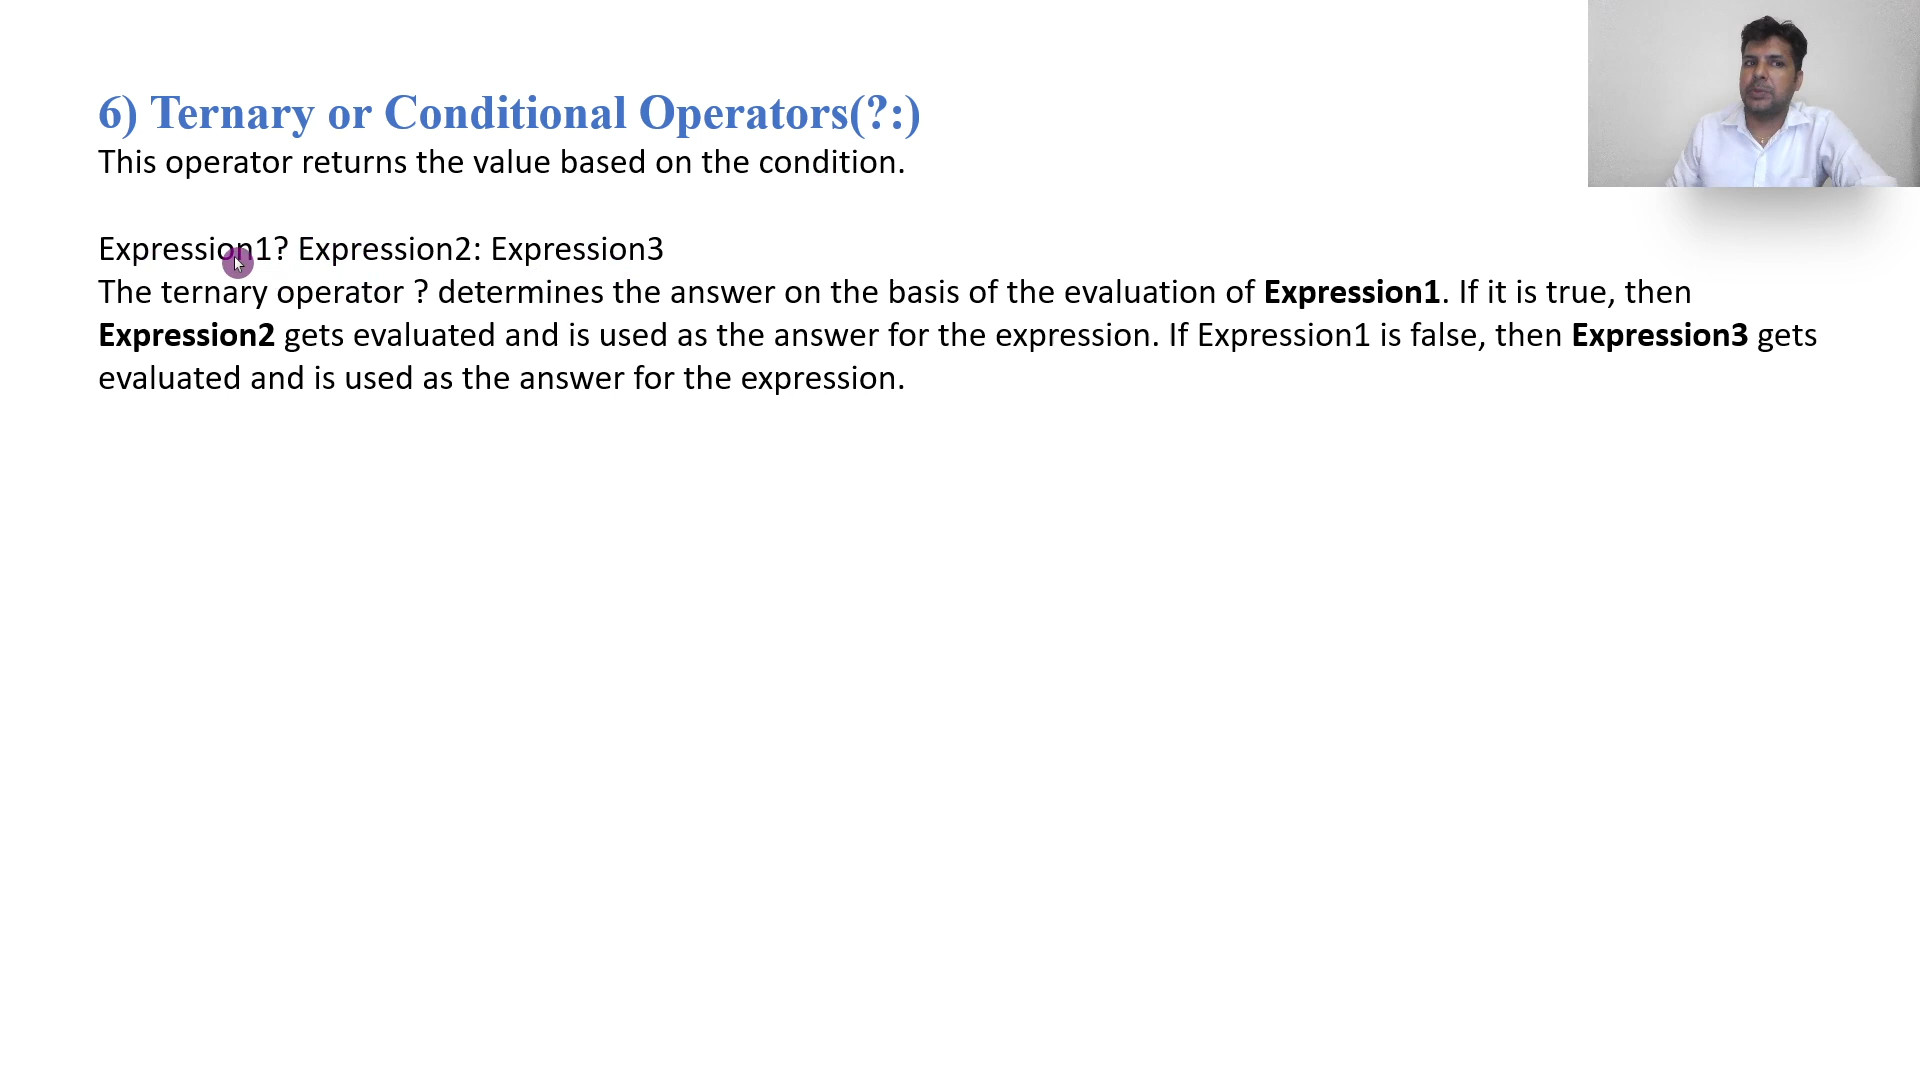 6) Ternary or Conditional Operators(?:)
This operator returns the value based on the condition.
Expression1? Expression2: Expression3
The ternary operator ? determines the answer on the basis of the evaluation of Expression1. If it is true, then
Expression2 gets evaluated and is used as the answer for the expression. If Expression1 is false, then Expression3 gets
evaluated and is used as the answer for the expression.